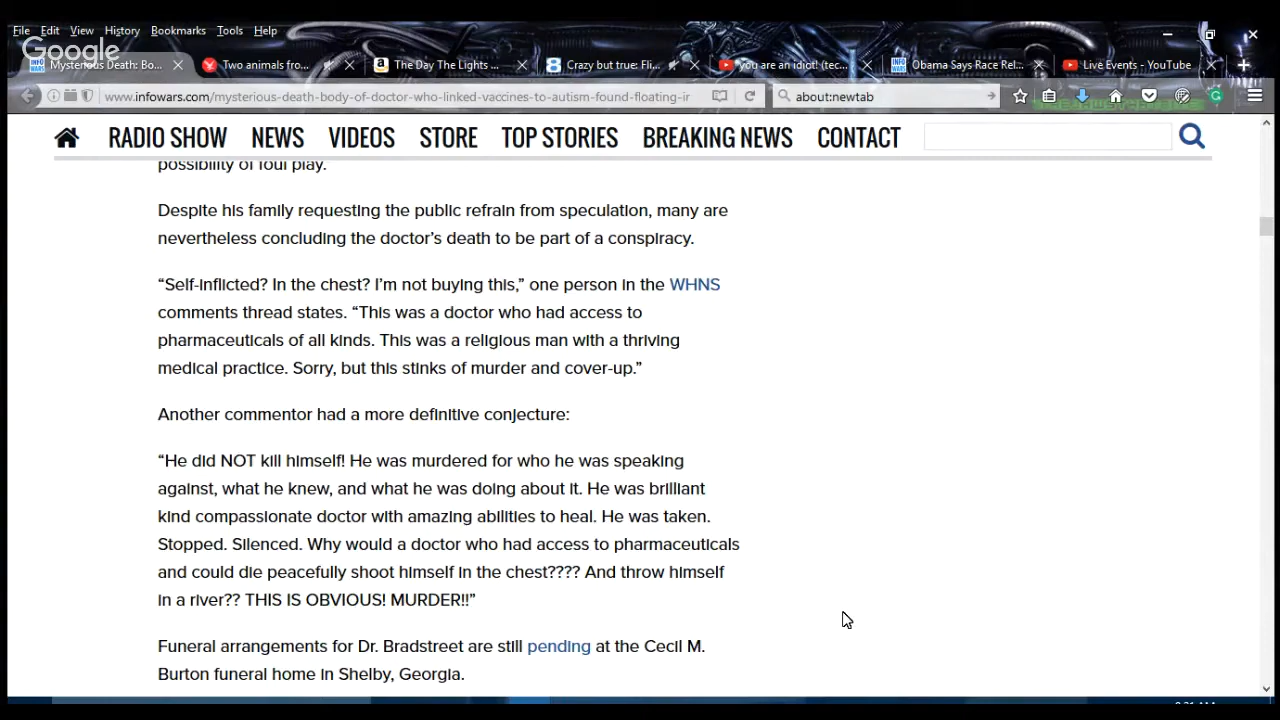 File Edit View History Bookmarks Tools Help
Google
Mysterious Death: Bo... Two animals fro... The Day The Lights ... Crazy but true: Fli... you are an idiot! (tec... Obama Says Race Rel... Live Events - YouTube
www.infowars.com/mysterious-death-body-of-doctor-who-linked-vaccines-to-autism-found-floating-ir about:newtab
RADIO SHOW NEWS VIDEOS STORE TOP STORIES BREAKING NEWS CONTACT
possibility of foul play.
Despite his family requesting the public refrain from speculation, many are
nevertheless concluding the doctor’s death to be part of a conspiracy.
“Self-inflicted? In the chest? I’m not buying this,” one person in the WHNS
comments thread states. “This was a doctor who had access to
pharmaceuticals of all kinds. This was a religious man with a thriving
medical practice. Sorry, but this stinks of murder and cover-up.”
Another commentor had a more definitive conjecture:
“He did NOT kill himself! He was murdered for who he was speaking
against, what he knew, and what he was doing about it. He was brilliant
kind compassionate doctor with amazing abilities to heal. He was taken.
Stopped. Silenced. Why would a doctor who had access to pharmaceuticals
and could die peacefully shoot himself in the chest???? And throw himself
in a river?? THIS IS OBVIOUS! MURDER!!”
Funeral arrangements for Dr. Bradstreet are still pending at the Cecil M.
Burton funeral home in Shelby, Georgia.